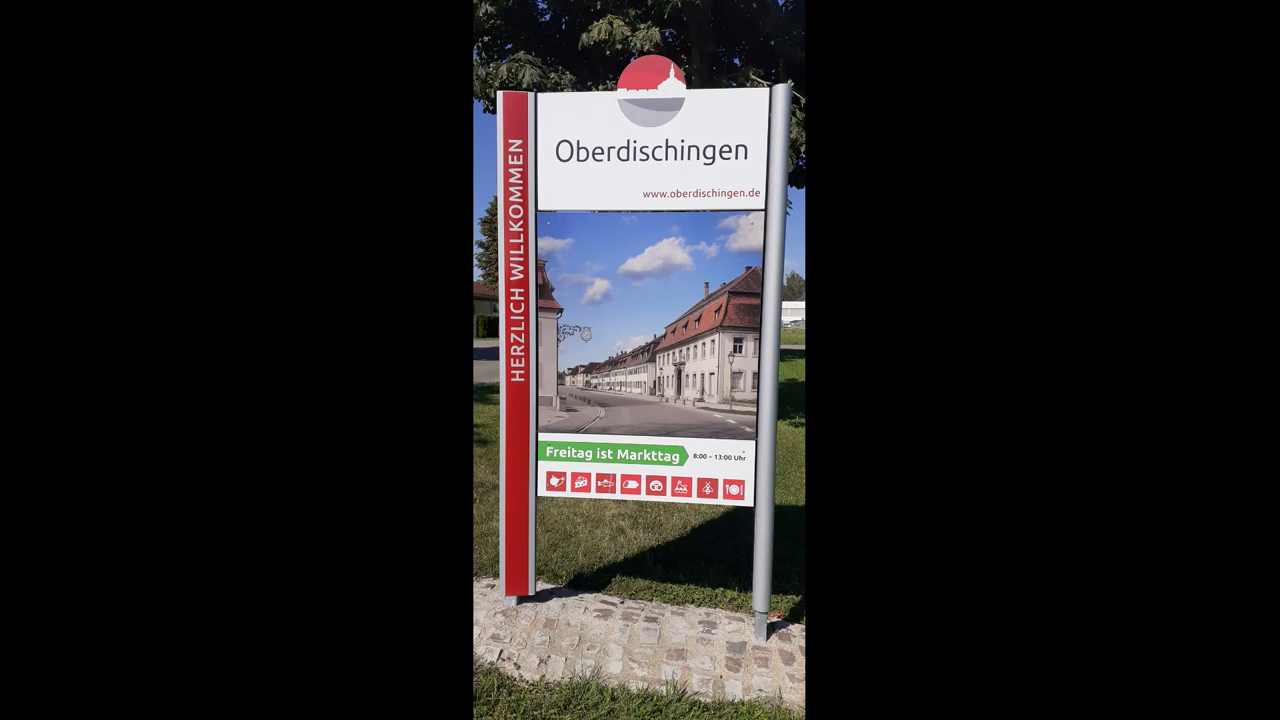 HERZLICH WILLKOMMEN
Oberdischingen
www.oberdischingen.de
Freitag ist Markttag
8:00 – 13:00 Uhr